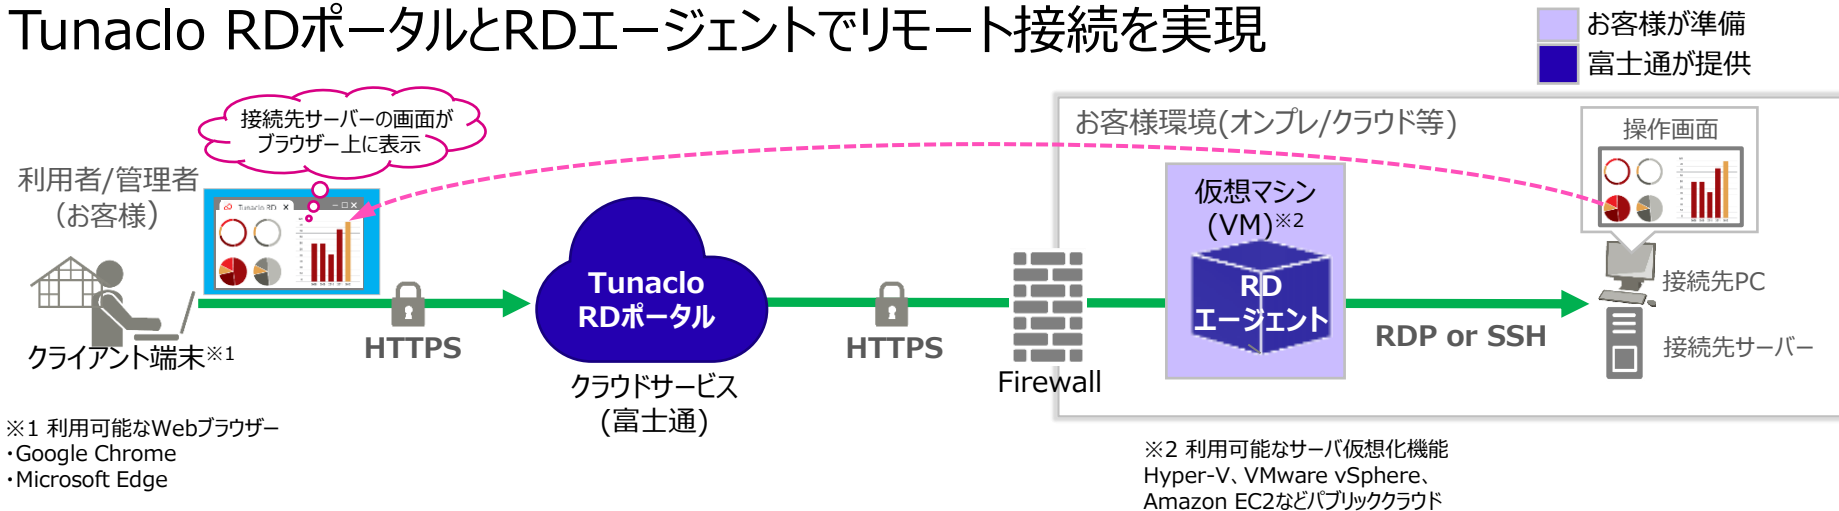 Tunaclo RDポータルとRDエージェントでリモート接続を実現
お客様が準備
富士通が提供
接続先サーバーの画面が
ブラウザー上に表示
お客様環境(オンプレ/クラウド等)
操作画面
利用者/管理者
(お客様)
Tunaclo RD
仮想マシン
(VM)※2
Tunaclo
RDポータル
RD
エージェント
接続先PC
HTTPS
HTTPS
RDP or SSH
接続先サーバー
クライアント端末※1
Firewall
クラウドサービス
(富士通)
※1 利用可能なWebブラウザー
・Google Chrome
・Microsoft Edge
※2 利用可能なサーバ仮想化機能
Hyper-V、VMware vSphere、
Amazon EC2などパブリッククラウド